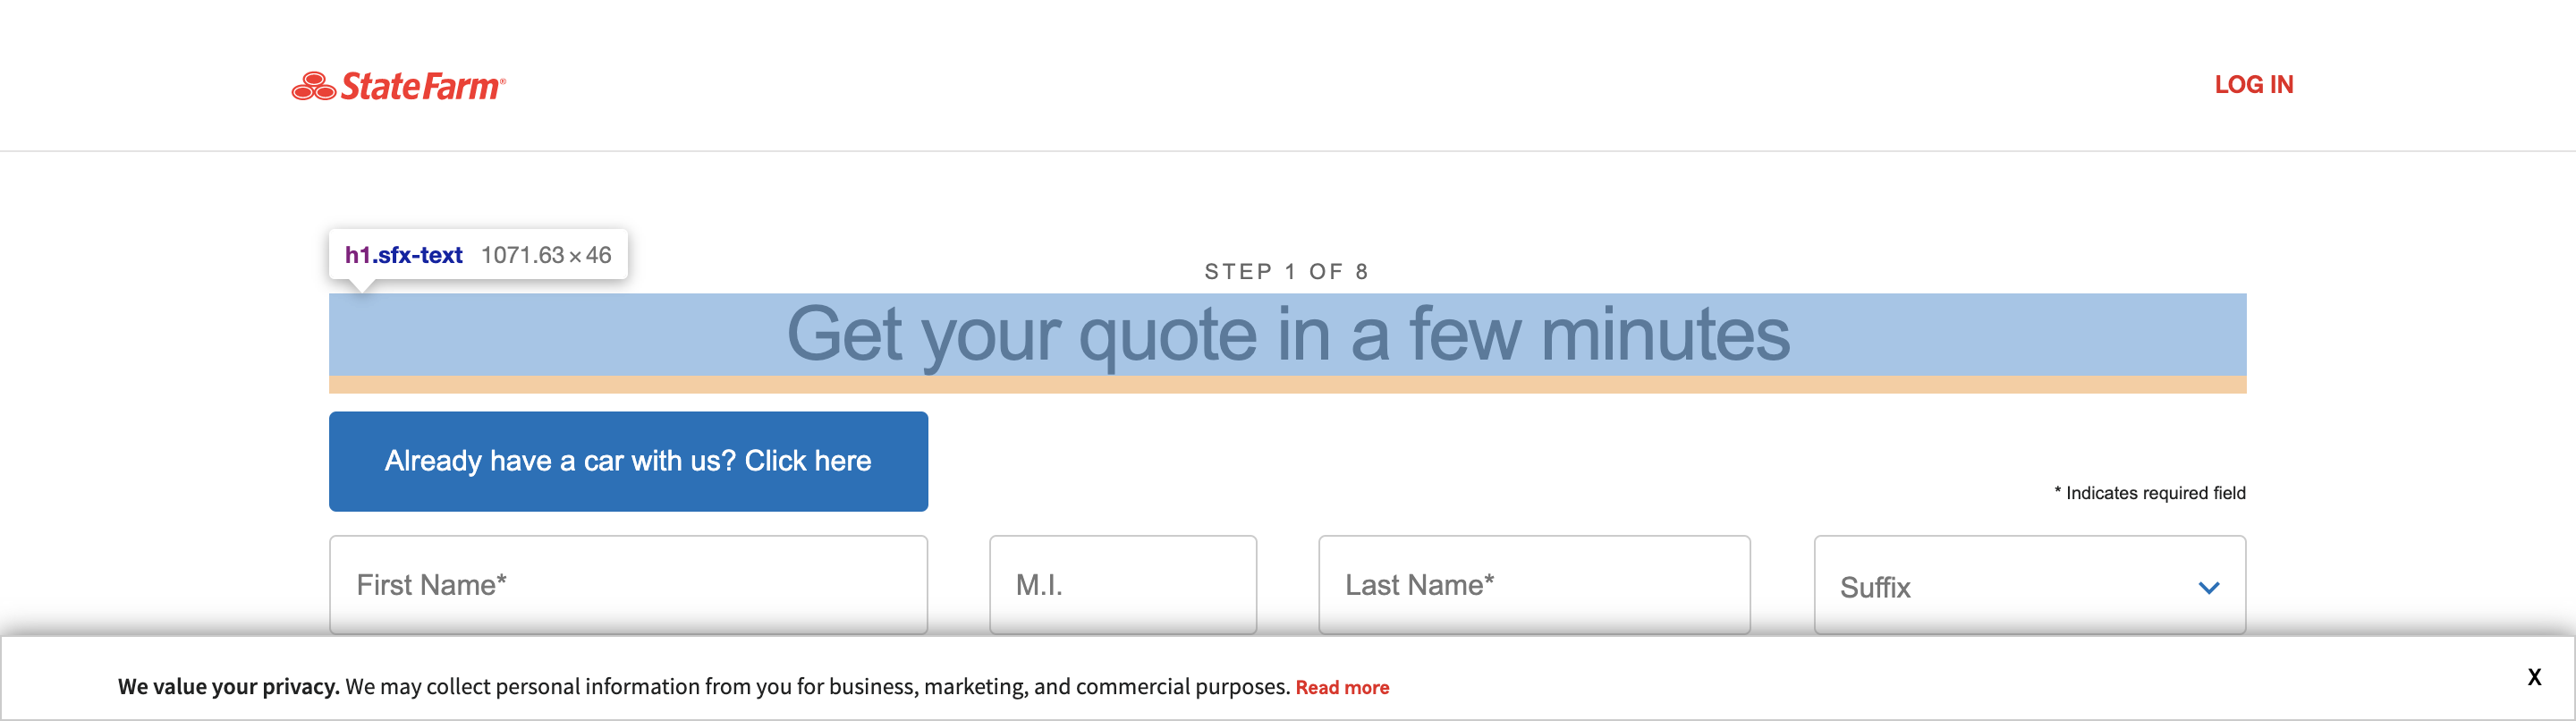 StateFarm®
LOG IN
h1.sfx-text 1071.63 × 46
STEP 1 OF 8
Get your quote in a few minutes
Already have a car with us? Click here
* Indicates required field
First Name*
M.I.
Last Name*
Suffix
We value your privacy. We may collect personal information from you for business, marketing, and commercial purposes. Read more
X